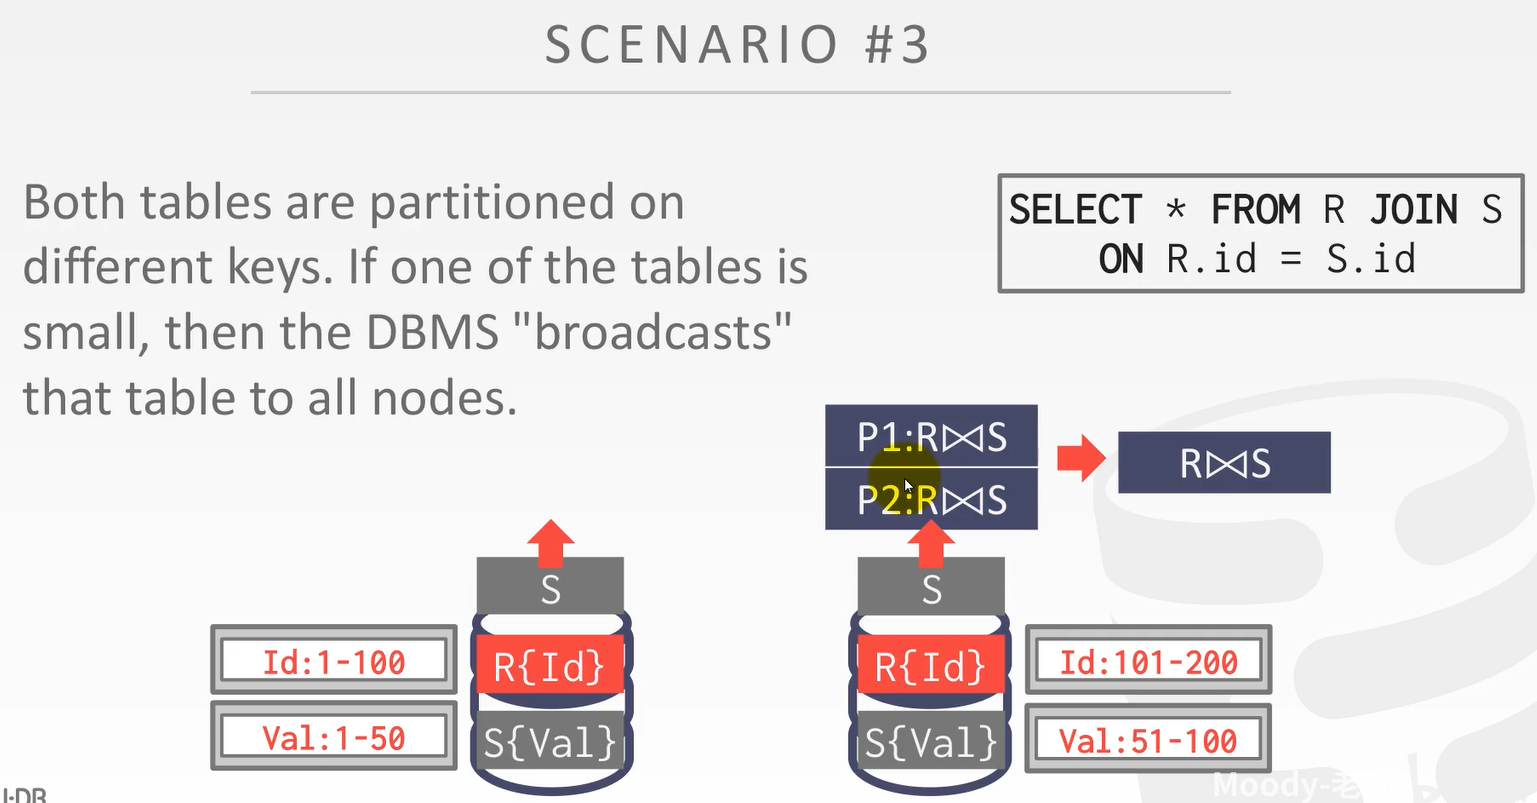 SCENARIO #3
Both tables are partitioned on
different keys. If one of the tables is
small, then the DBMS "broadcasts"
that table to all nodes.
SELECT * FROM R JOIN S
ON R.id = S.id
P1:R⋈S
P2:R⋈S
R⋈S
S
S
Id:1-100
R{Id}
R{Id}
Id:101-200
Val:1-50
S{Val}
S{Val}
Val:51-100
Moody-老